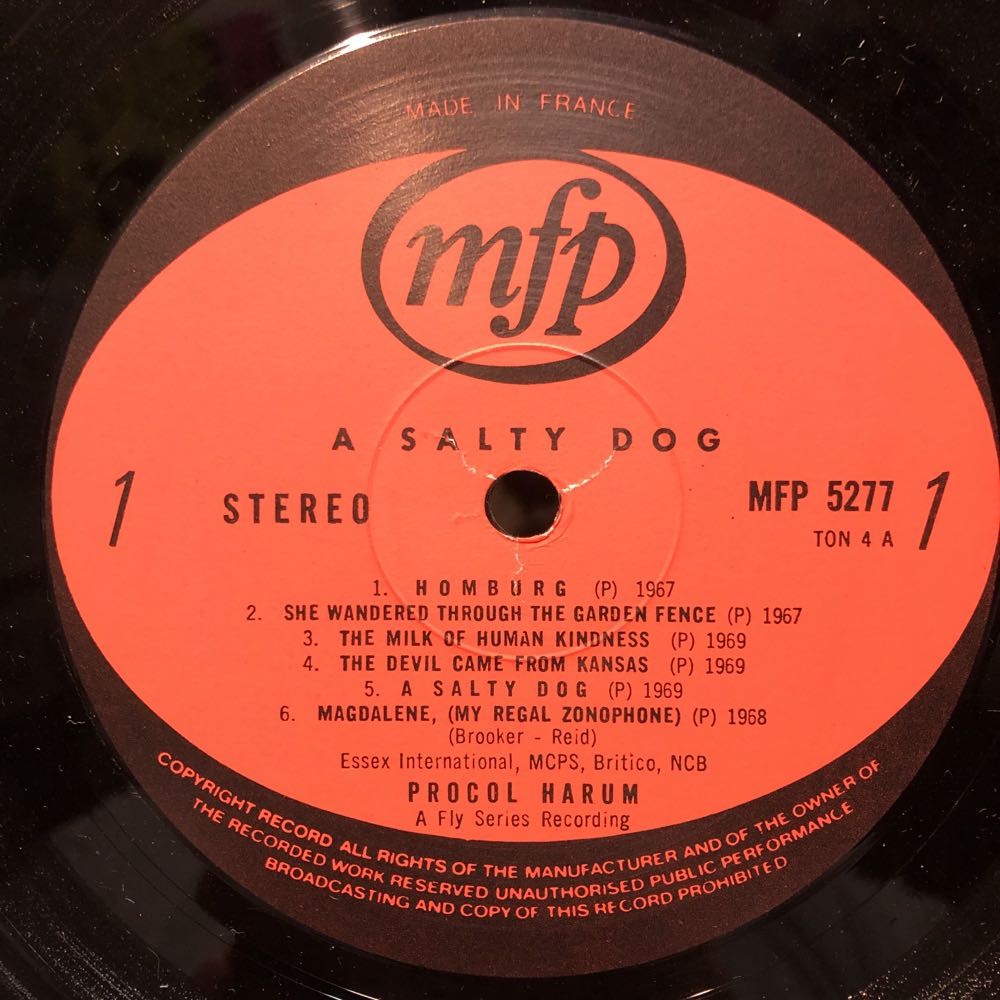 MADE IN FRANCE
mfp
A SALTY DOG
1 STEREO MFP 5277 1
TON 4 A
1. HOMBURG (P) 1967
2. SHE WANDERED THROUGH THE GARDEN FENCE (P) 1967
3. THE MILK OF HUMAN KINDNESS (P) 1969
4. THE DEVIL CAME FROM KANSAS (P) 1969
5. A SALTY DOG (P) 1969
6. MAGDALENE, (MY REGAL ZONOPHONE) (P) 1968
(Brooker - Reid)
Essex International, MCPS, Britico, NCB
PROCOL HARUM
A Fly Series Recording
COPYRIGHT RECORD ALL RIGHTS OF THE MANUFACTURER AND OF THE OWNER OF
THE RECORDED WORK RESERVED UNAUTHORISED PUBLIC PERFORMANCE
BROADCASTING AND COPY OF THIS RECORD PROHIBITED